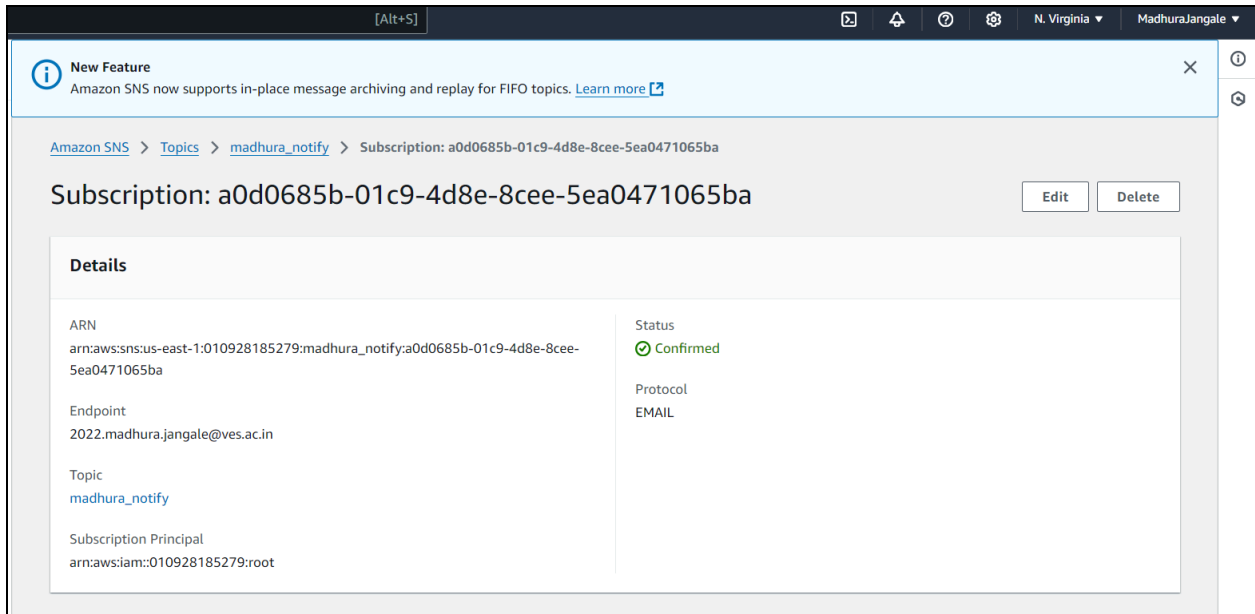 [Alt+S]
N. Virginia
MadhuraJangale
New Feature
Amazon SNS now supports in-place message archiving and replay for FIFO topics. Learn more
Amazon SNS > Topics > madhura_notify > Subscription: a0d0685b-01c9-4d8e-8cee-5ea0471065ba
Subscription: a0d0685b-01c9-4d8e-8cee-5ea0471065ba
Edit
Delete
Details
ARN
arn:aws:sns:us-east-1:010928185279:madhura_notify:a0d0685b-01c9-4d8e-8cee-
5ea0471065ba
Endpoint
2022.madhura.jangale@ves.ac.in
Topic
madhura_notify
Subscription Principal
arn:aws:iam::010928185279:root
Status
Confirmed
Protocol
EMAIL